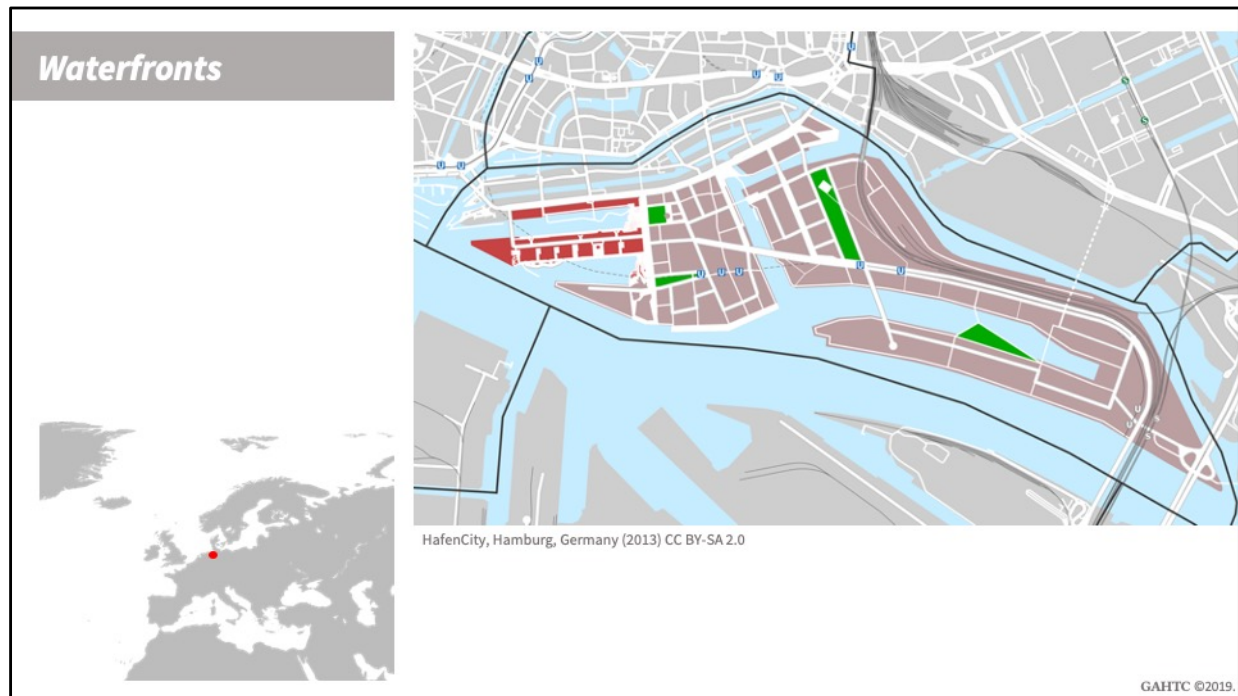 Waterfronts
U
U
U
U
S
U
U
S
U
U
U
U
U
U
U
S
U
S
HafenCity, Hamburg, Germany (2013) CC BY-SA 2.0
GAHTC ©2019.